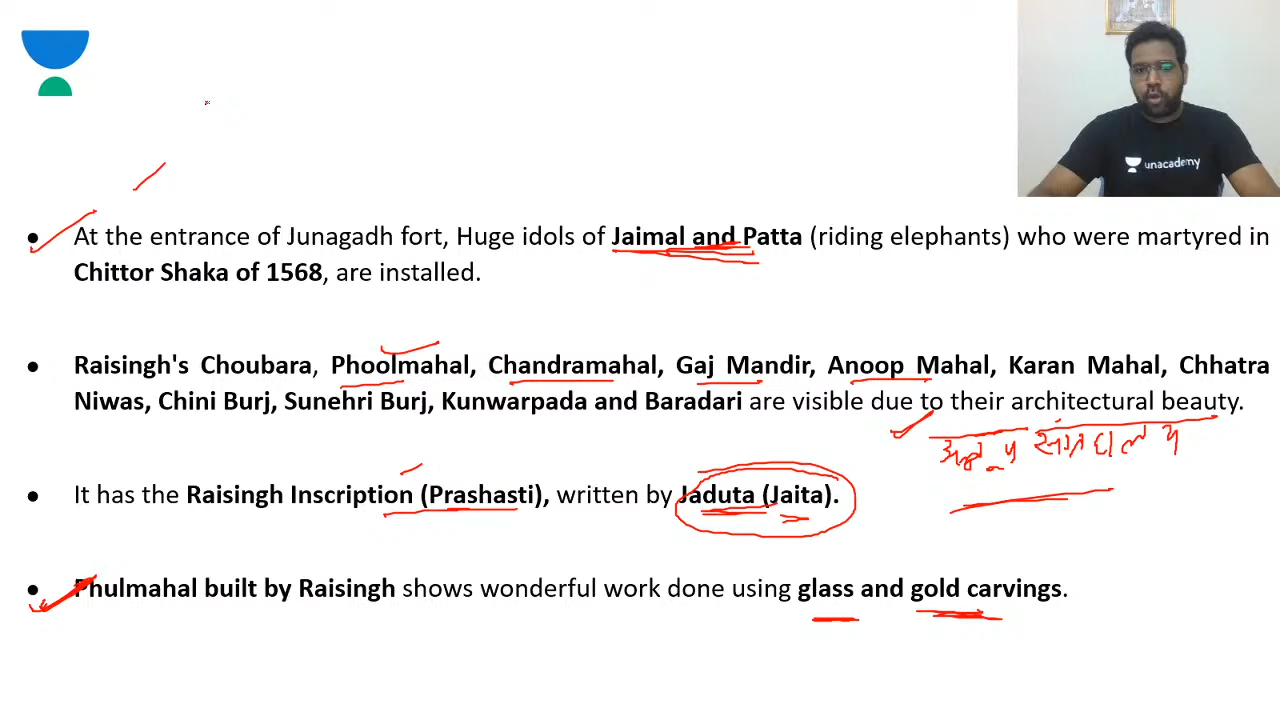 unacademy
● At the entrance of Junagadh fort, Huge idols of Jaimal and Patta (riding elephants) who were martyred in
Chittor Shaka of 1568, are installed.
● Raisingh's Choubara, Phoolmahal, Chandramahal, Gaj Mandir, Anoop Mahal, Karan Mahal, Chhatra
Niwas, Chini Burj, Sunehri Burj, Kunwarpada and Baradari are visible due to their architectural beauty.
संग्रहालय
● It has the Raisingh Inscription (Prashasti), written by Jaduta (Jaita).
● Phulmahal built by Raisingh shows wonderful work done using glass and gold carvings.